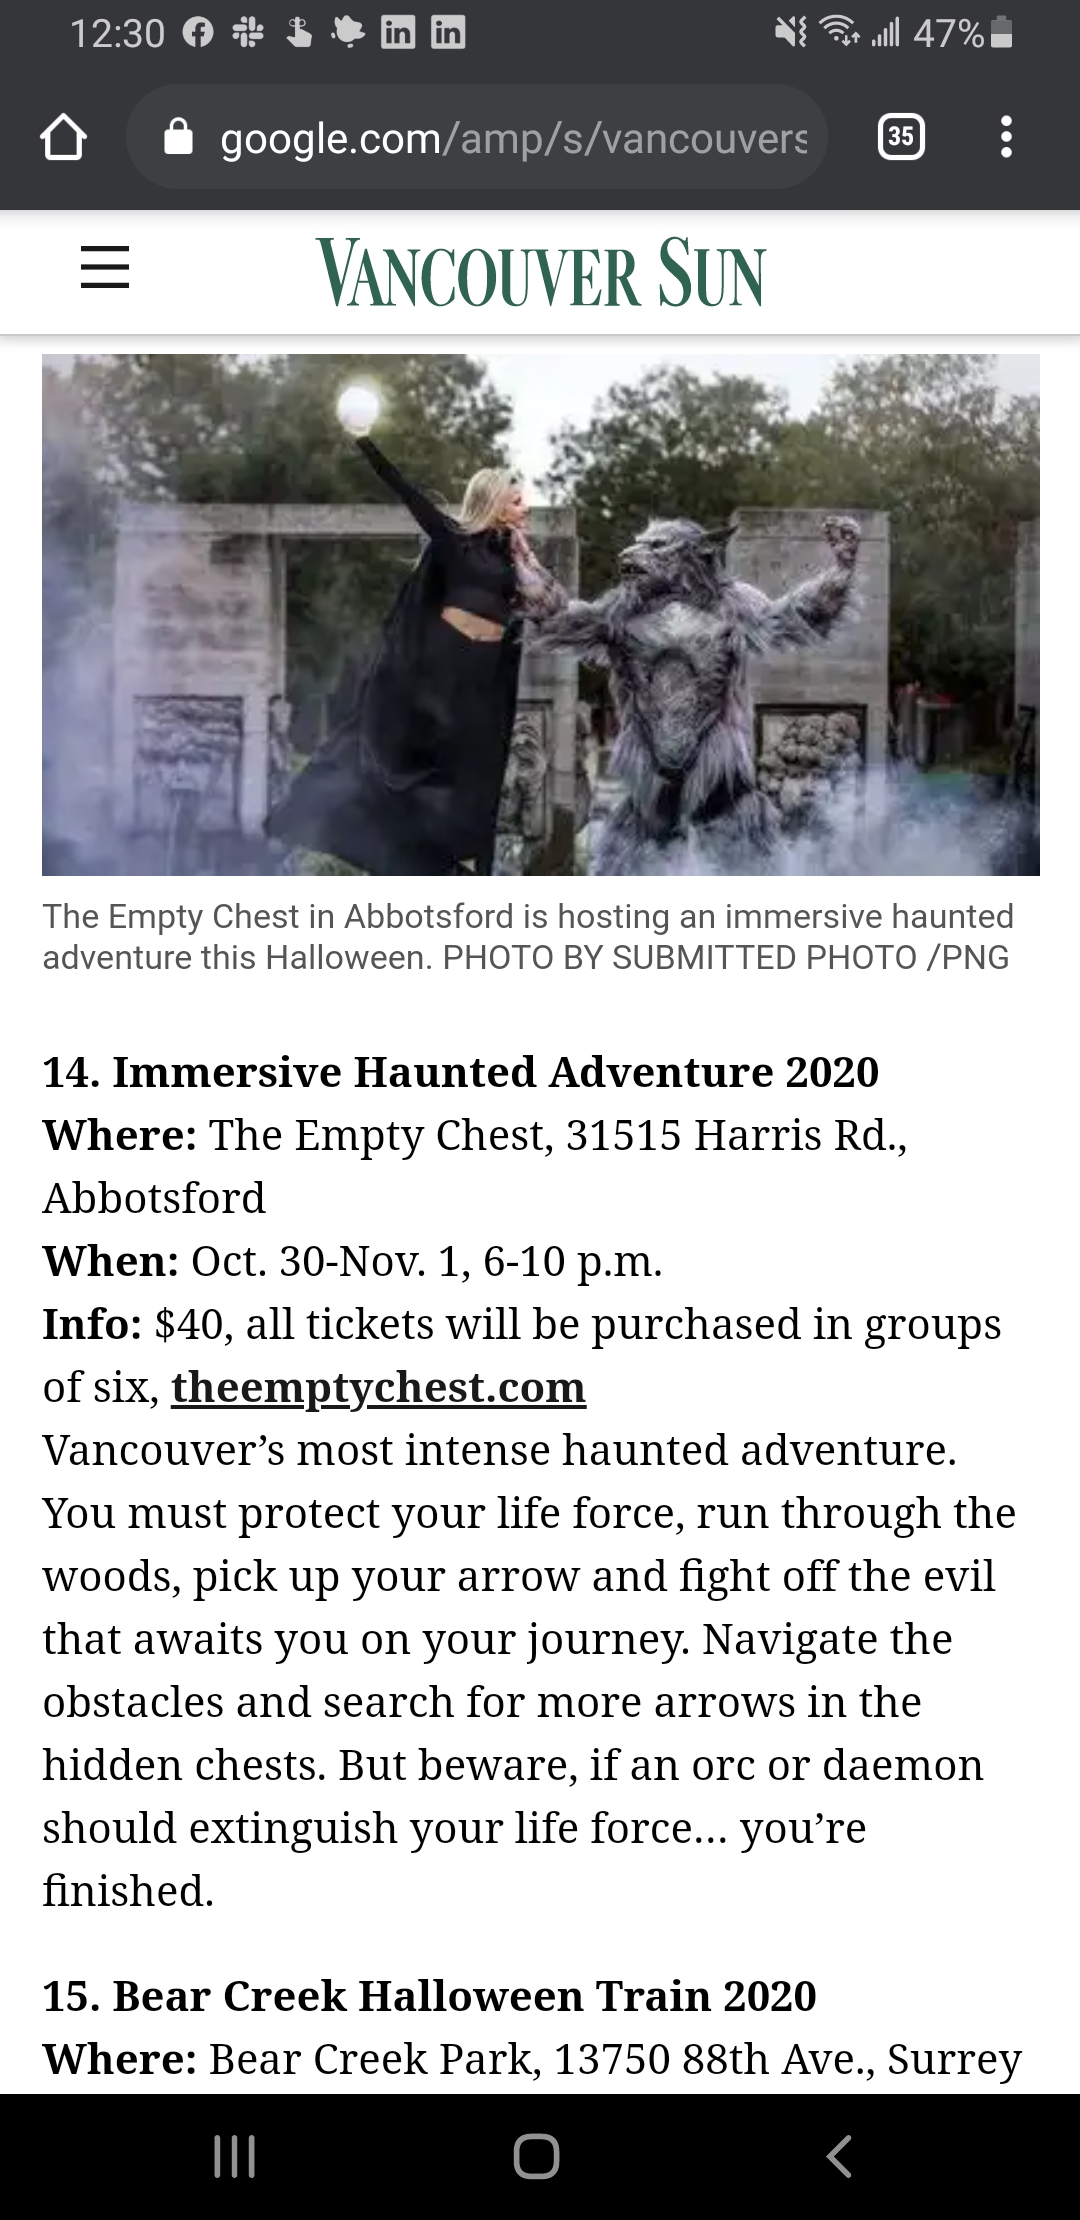 12:30
47%
google.com/amp/s/vancouvers
35
VANCOUVER SUN
The Empty Chest in Abbotsford is hosting an immersive haunted
adventure this Halloween. PHOTO BY SUBMITTED PHOTO /PNG
14. Immersive Haunted Adventure 2020
Where: The Empty Chest, 31515 Harris Rd.,
Abbotsford
When: Oct. 30-Nov. 1, 6-10 p.m.
Info: $40, all tickets will be purchased in groups
of six, theemptychest.com
Vancouver’s most intense haunted adventure.
You must protect your life force, run through the
woods, pick up your arrow and fight off the evil
that awaits you on your journey. Navigate the
obstacles and search for more arrows in the
hidden chests. But beware, if an orc or daemon
should extinguish your life force... you’re
finished.
15. Bear Creek Halloween Train 2020
Where: Bear Creek Park, 13750 88th Ave., Surrey